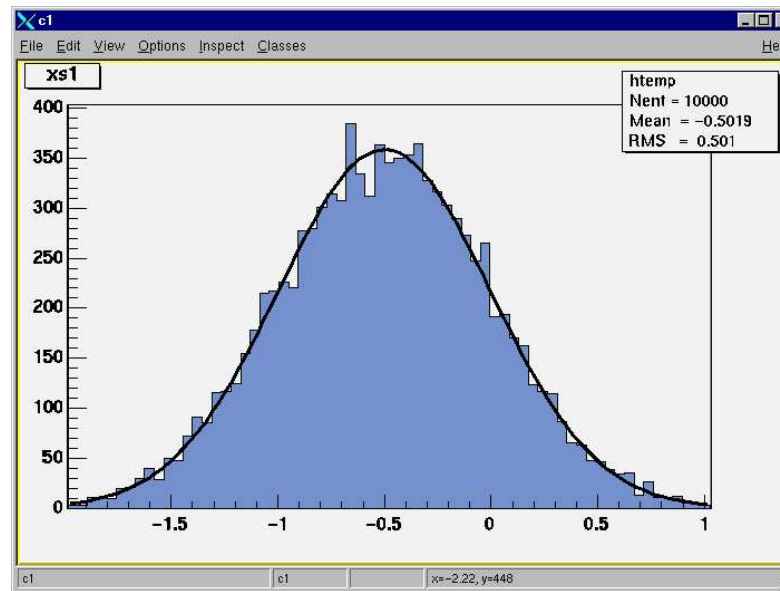 c1
File Edit View Options Inspect Classes He
xs1
htemp
Nent = 10000
Mean = -0.5019
RMS = 0.501
400
350
300
250
200
150
100
50
0
-1.5 -1 -0.5 0 0.5 1
c1 c1 x=-2.22, y=448